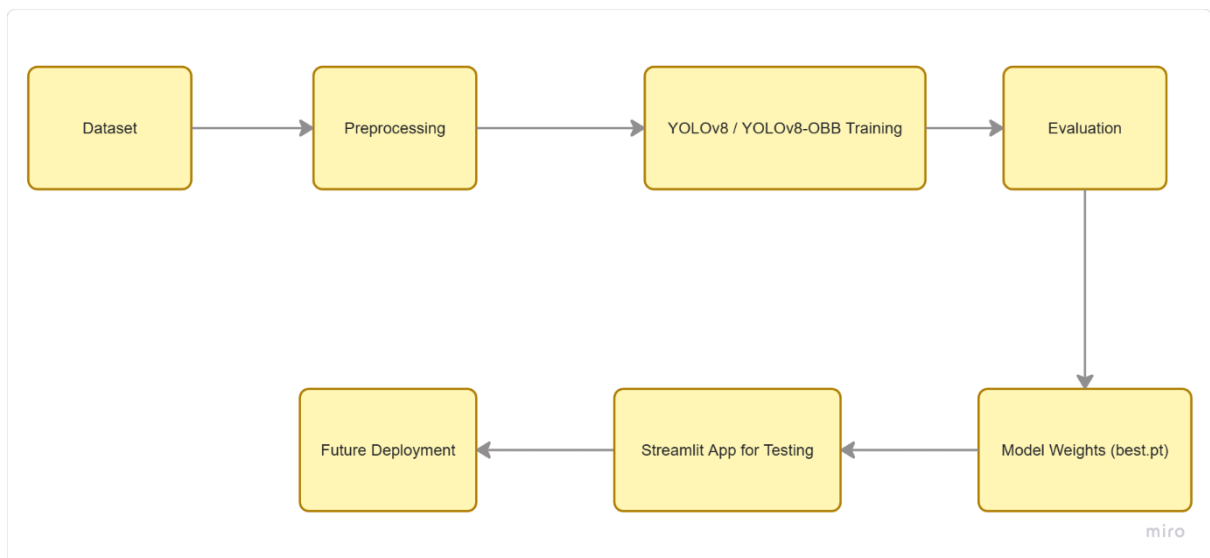 Dataset
Preprocessing
YOLOv8 / YOLOv8-OBB Training
Evaluation
Future Deployment
Streamlit App for Testing
Model Weights (best.pt)
miro